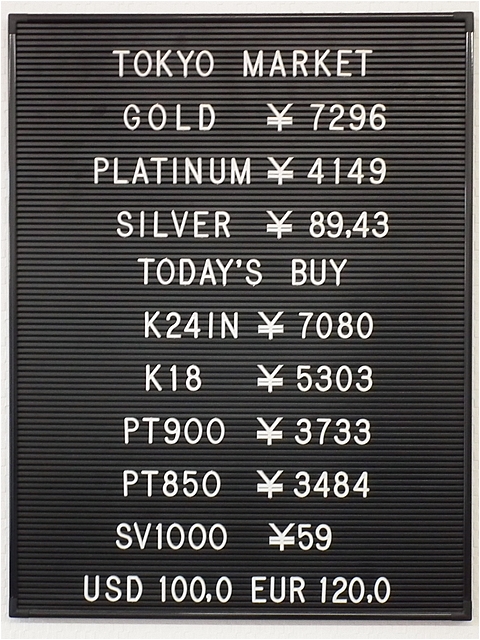 TOKYO MARKET
GOLD ¥ 7296
PLATINUM ¥ 4149
SILVER ¥ 89,43
TODAY'S BUY
K24IN ¥ 7080
K18 ¥ 5303
PT900 ¥ 3733
PT850 ¥ 3484
SV1000 ¥59
USD 100,0 EUR 120,0